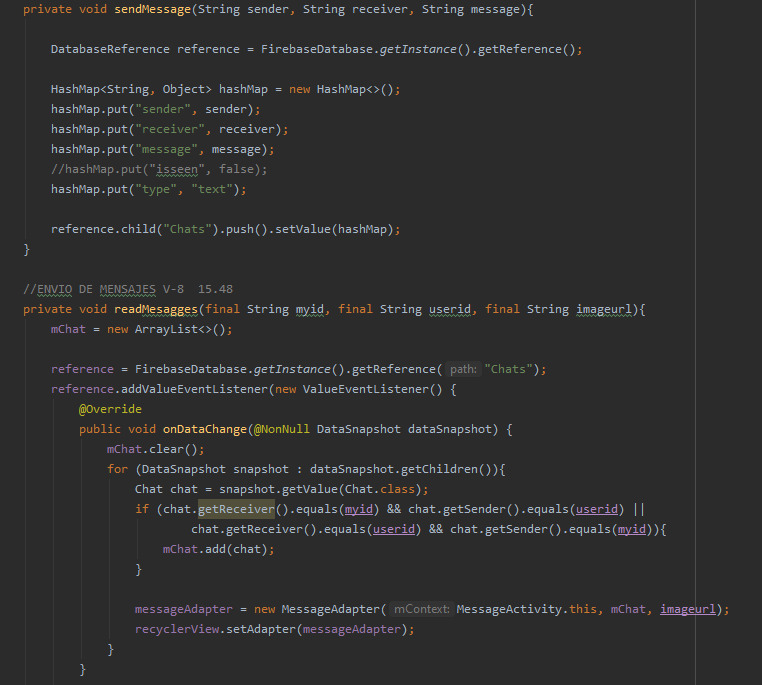 private void sendMessage(String sender, String receiver, String message){
DatabaseReference reference = FirebaseDatabase.getInstance().getReference();
HashMap<String, Object> hashMap = new HashMap<>();
hashMap.put("sender", sender);
hashMap.put("receiver", receiver);
hashMap.put("message", message);
//hashMap.put("isseen", false);
hashMap.put("type", "text");
reference.child("Chats").push().setValue(hashMap);
}
//ENVIO DE MENSAJES V-8  15.48
private void readMesagges(final String myid, final String userid, final String imageurl){
mChat = new ArrayList<>();
reference = FirebaseDatabase.getInstance().getReference( path: "Chats");
reference.addValueEventListener(new ValueEventListener() {
@Override
public void onDataChange(@NonNull DataSnapshot dataSnapshot) {
mChat.clear();
for (DataSnapshot snapshot : dataSnapshot.getChildren()){
Chat chat = snapshot.getValue(Chat.class);
if (chat.getReceiver().equals(myid) && chat.getSender().equals(userid) ||
chat.getReceiver().equals(userid) && chat.getSender().equals(myid)){
mChat.add(chat);
}
messageAdapter = new MessageAdapter( mContext: MessageActivity.this, mChat, imageurl);
recyclerView.setAdapter(messageAdapter);
}
}